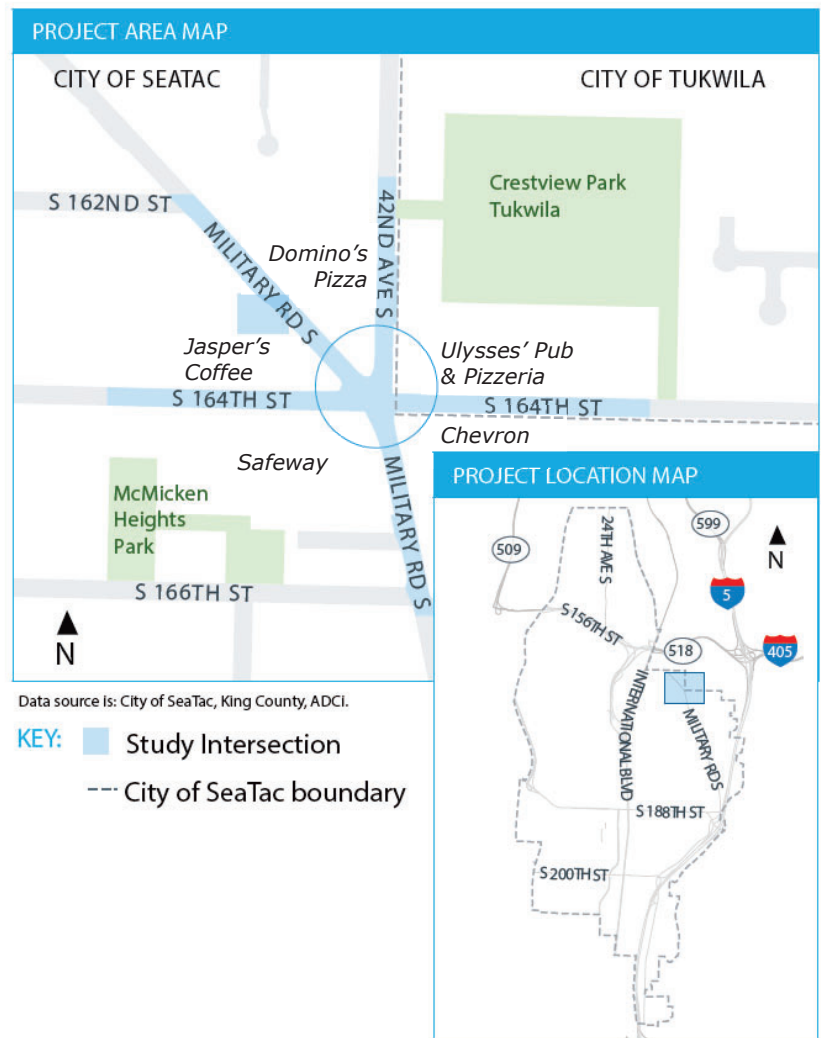 PROJECT AREA MAP
CITY OF SEATAC
CITY OF TUKWILA
S 162ND ST
MILITARY RD S
42ND AVE S
Crestview Park
Tukwila
Domino's
Pizza
Jasper's
Coffee
Ulysses' Pub
& Pizzeria
S 164TH ST
S 164TH ST
Chevron
Safeway
MILITARY RD S
McMicken
Heights
Park
S 166TH ST
N
Data source is: City of SeaTac, King County, ADCi.
KEY:
Study Intersection
City of SeaTac boundary
PROJECT LOCATION MAP
509
24TH AVE S
599
N
5
S 156TH ST
518
405
INTERNATIONAL BLVD
MILITARY RD S
S 188TH ST
S 200TH ST